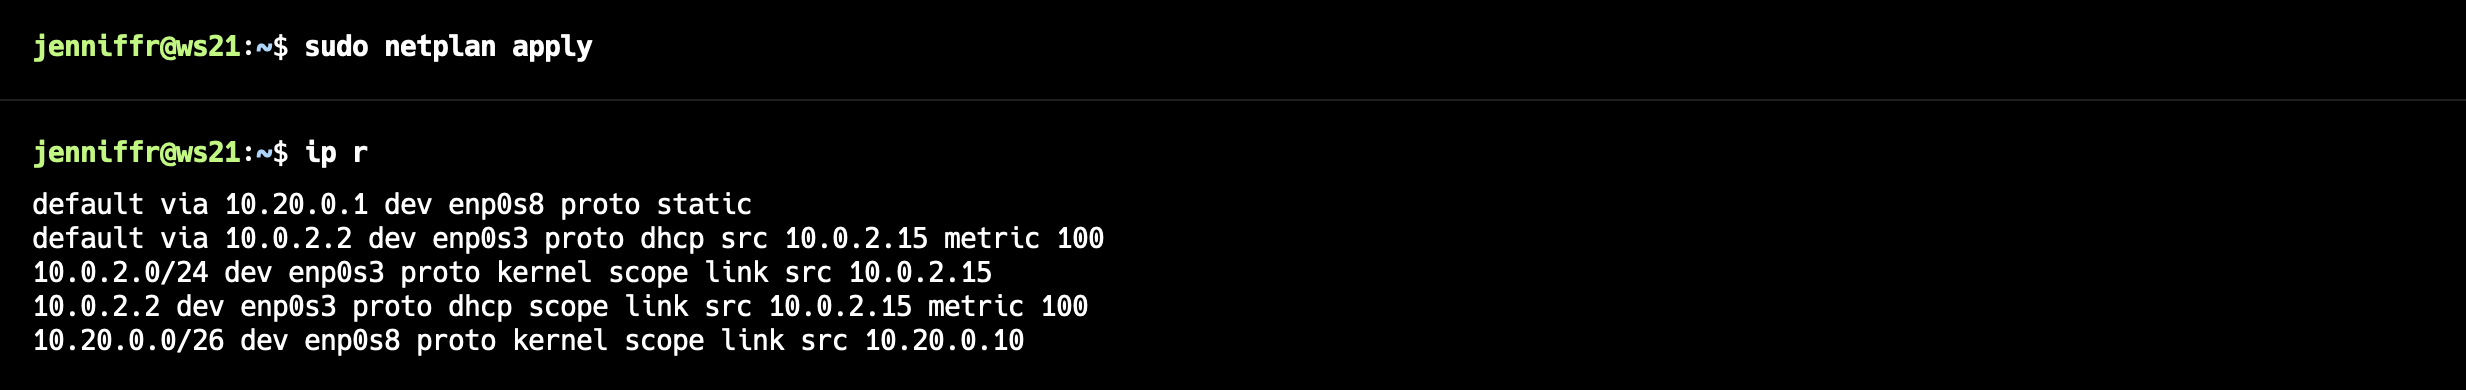 jenniffr@ws21:~$ sudo netplan apply
jenniffr@ws21:~$ ip r
default via 10.20.0.1 dev enp0s8 proto static
default via 10.0.2.2 dev enp0s3 proto dhcp src 10.0.2.15 metric 100
10.0.2.0/24 dev enp0s3 proto kernel scope link src 10.0.2.15
10.0.2.2 dev enp0s3 proto dhcp scope link src 10.0.2.15 metric 100
10.20.0.0/26 dev enp0s8 proto kernel scope link src 10.20.0.10